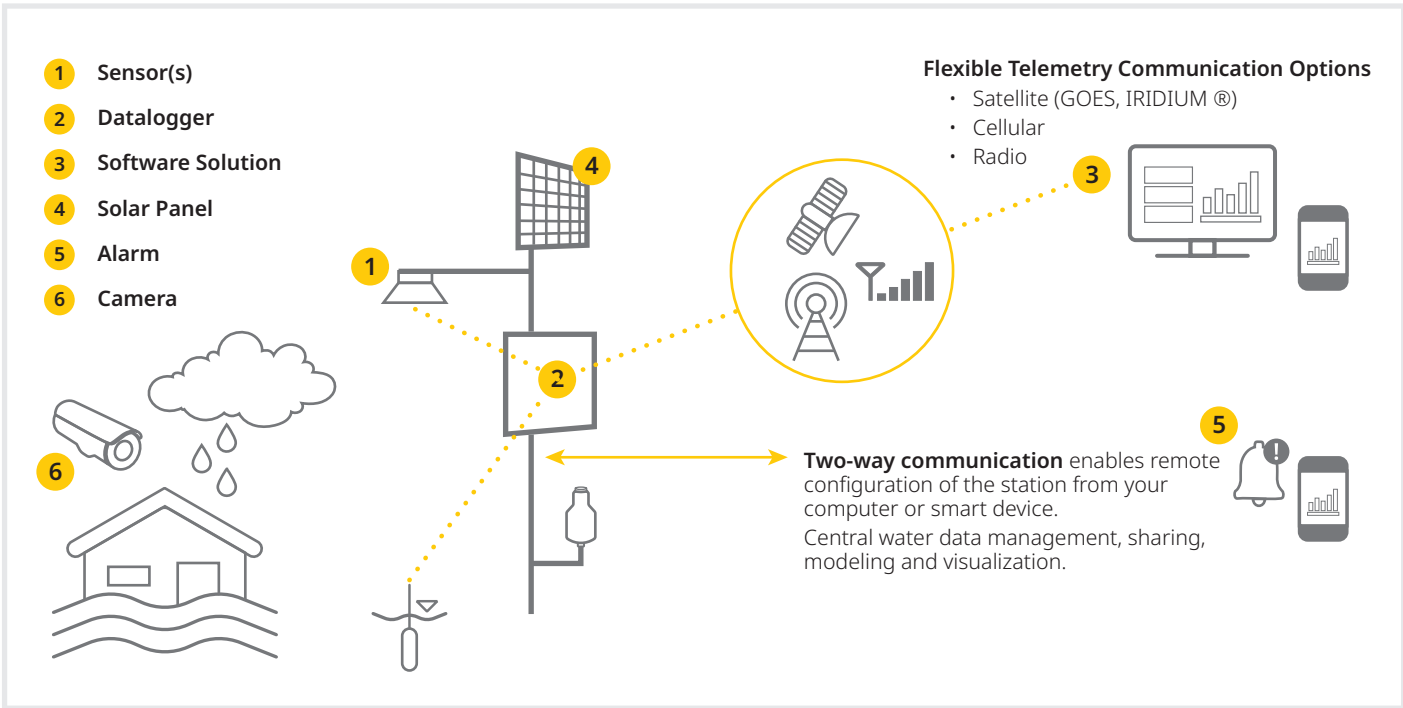 1 Sensor(s)
2 Datalogger
3 Software Solution
4 Solar Panel
5 Alarm
6 Camera
Flexible Telemetry Communication Options
• Satellite (GOES, IRIDIUM ®)
• Cellular
• Radio
4
3
1
2
6
5
!
Two-way communication enables remote
configuration of the station from your
computer or smart device.
Central water data management, sharing,
modeling and visualization.